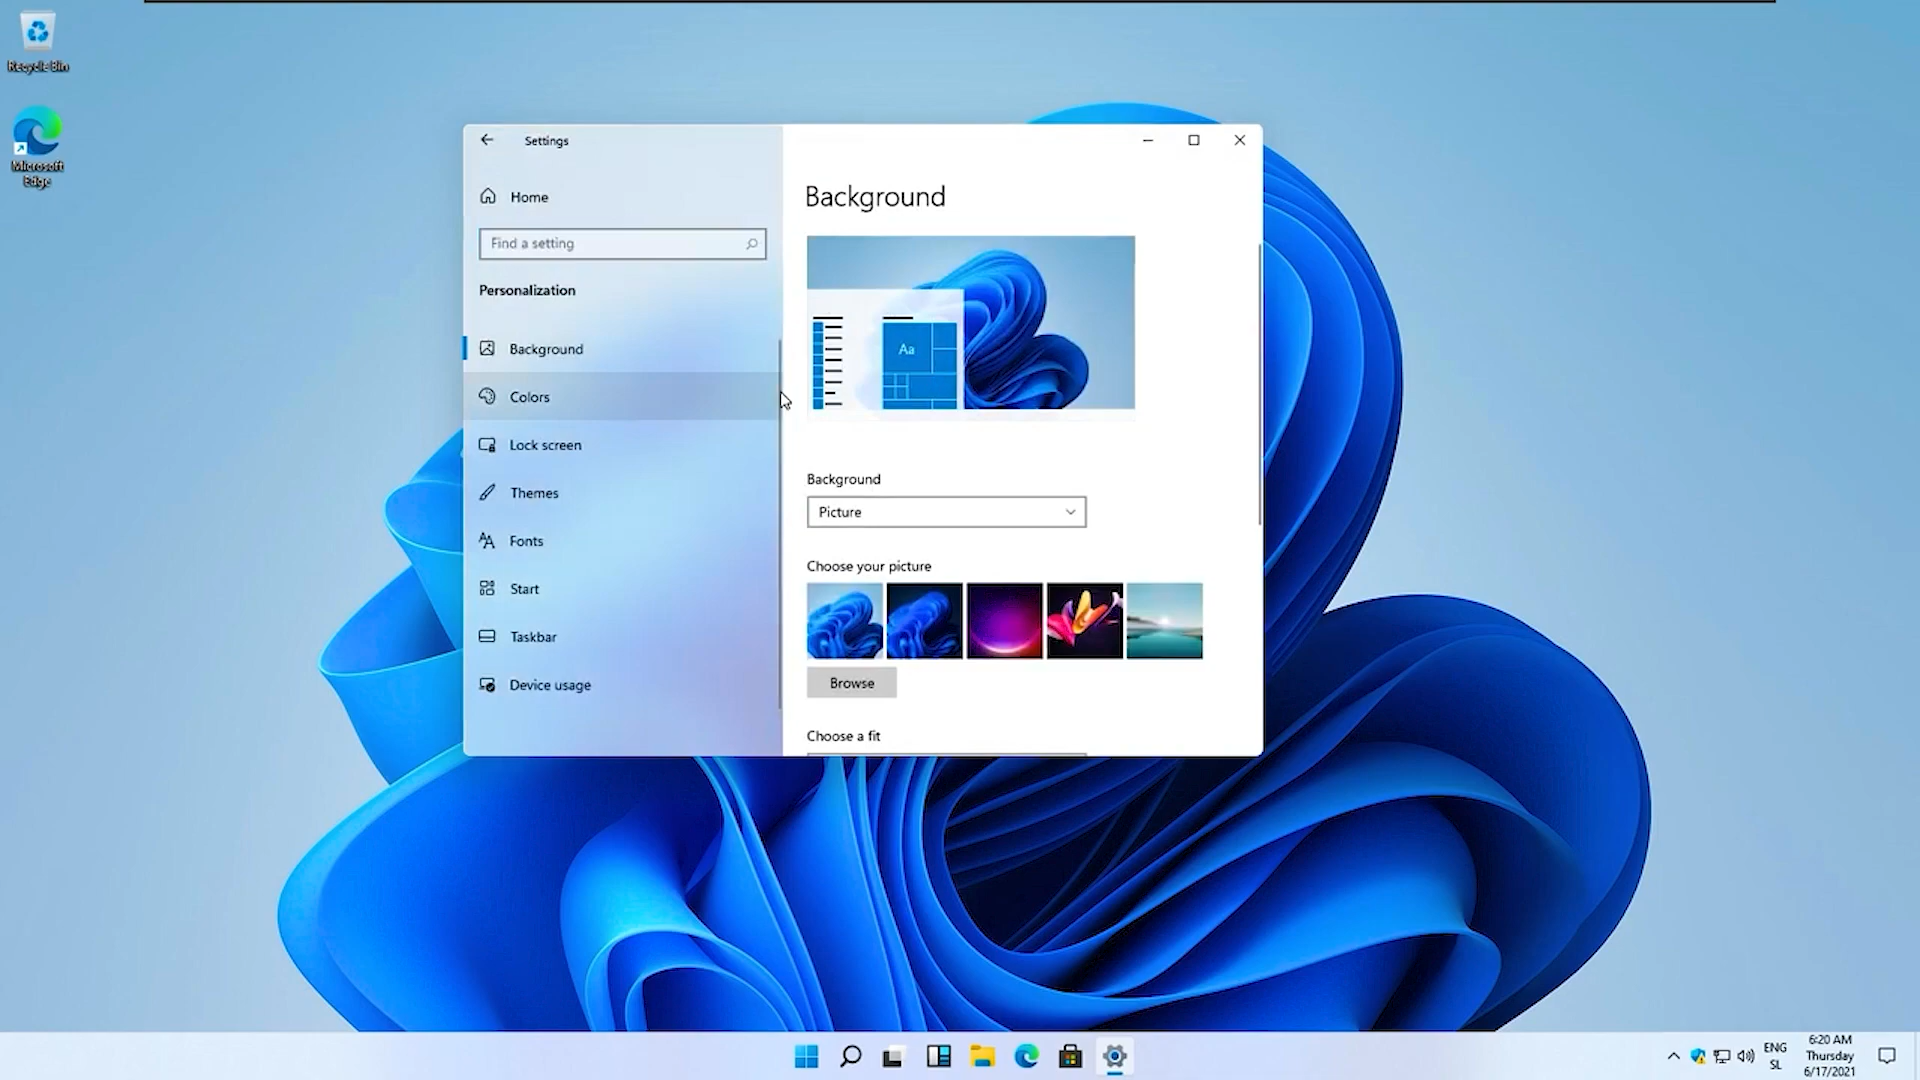 Recycle Bin
Microsoft
Edge
Settings
Home
Find a setting
Personalization
Background
Colors
Lock screen
Themes
Fonts
Start
Taskbar
Device usage
Background
Aa
Background
Picture
Choose your picture
Browse
Choose a fit
ENG
SL
6:20 AM
Thursday
6/17/2021